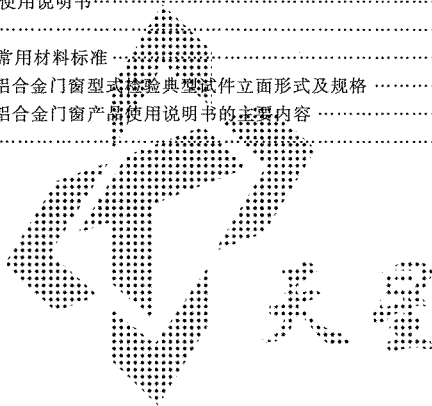 使用说明书……………………
……………………
常用材料标准……………………
铝合金门窗型式检验典型试件立面形式及规格……
铝合金门窗产品使用说明书的主要内容……………
……………………
天